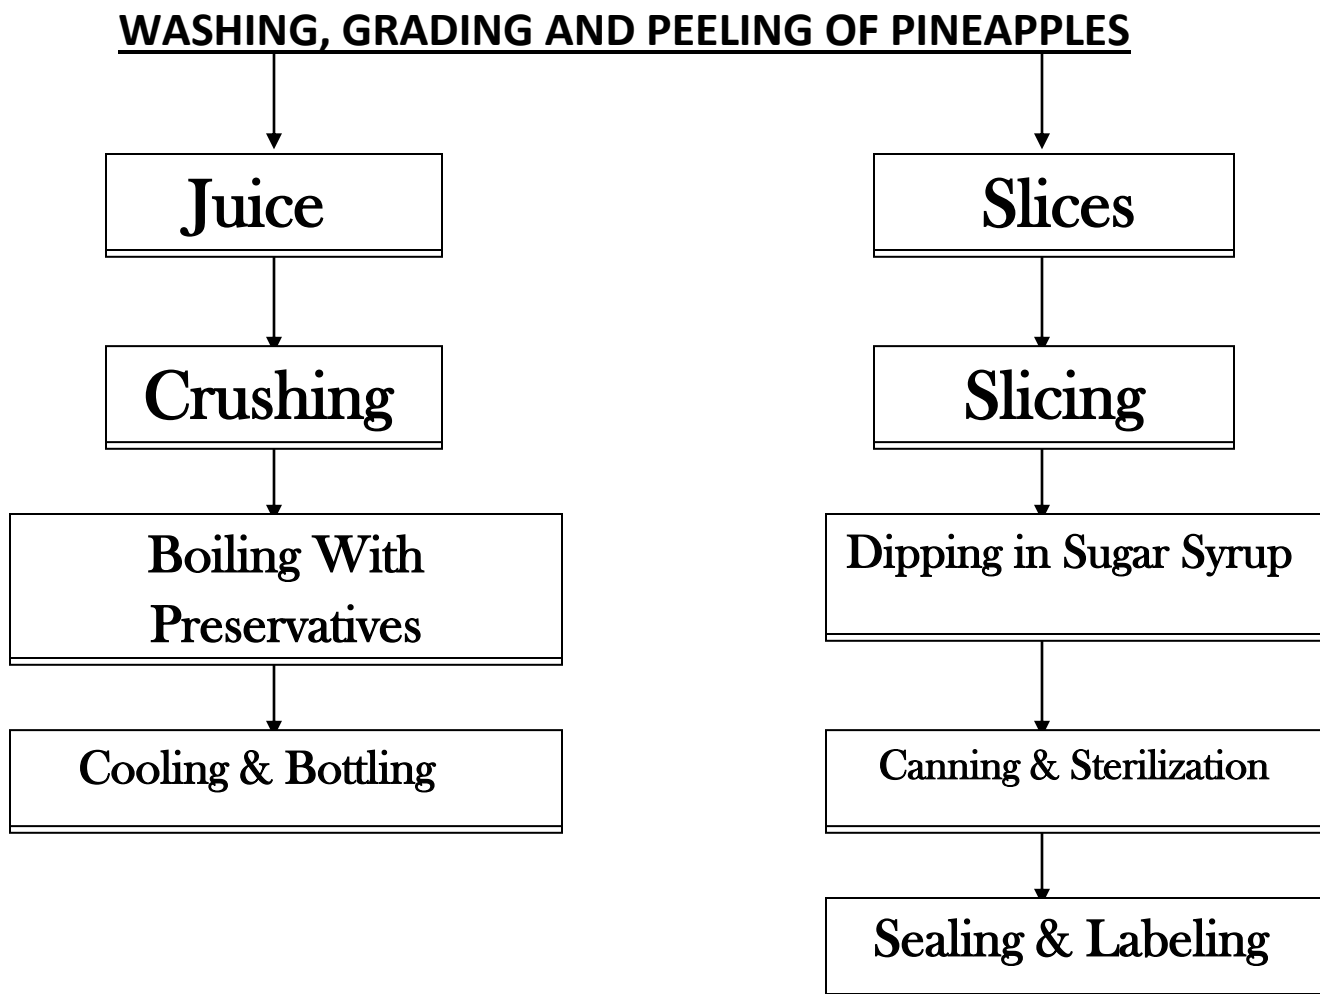 WASHING, GRADING AND PEELING OF PINEAPPLES
Juice
Slices
Crushing
Slicing
Boiling With
Preservatives
Dipping in Sugar Syrup
Cooling & Bottling
Canning & Sterilization
Sealing & Labeling